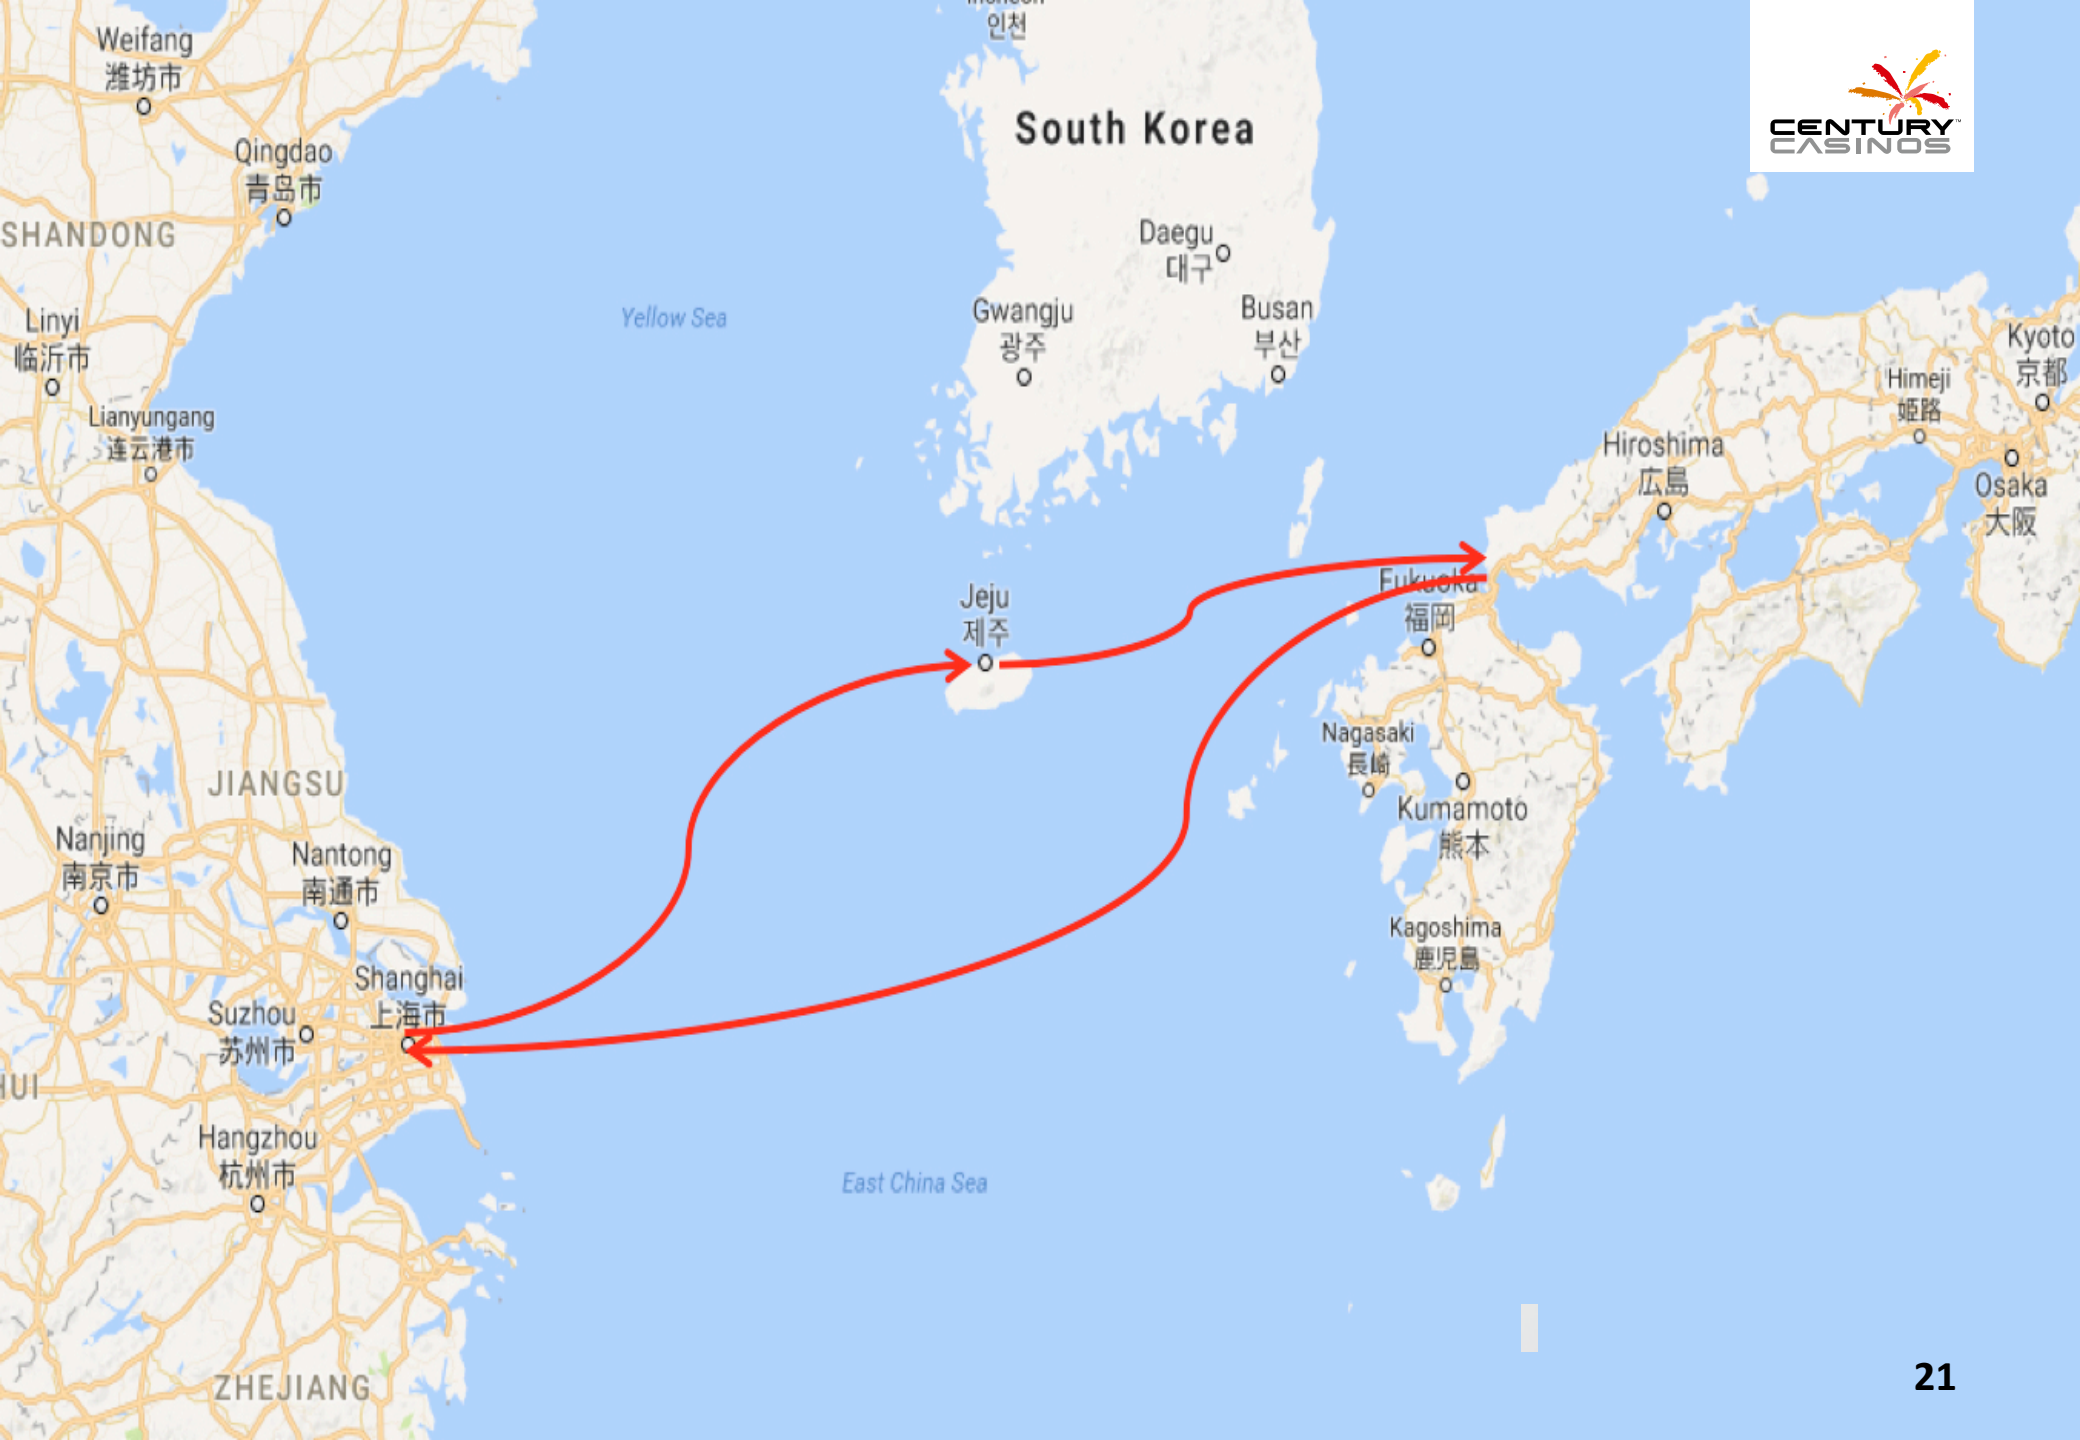 Incheon
인천
Weifang
潍坊市
CENTURY™
CASINOS
South Korea
Qingdao
青岛市
SHANDONG
Daegu
대구
Gwangju
광주
Busan
부산
Yellow Sea
Linyi
临沂市
Kyoto
京都
Himeji
姫路
Lianyungang
连云港市
Hiroshima
広島
Osaka
大阪
Jeju
제주
Fukuoka
福岡
Nagasaki
長崎
JIANGSU
Kumamoto
熊本
Nanjing
南京市
Nantong
南通市
Kagoshima
鹿児島
Shanghai
上海市
Suzhou
苏州市
HUI
Hangzhou
杭州市
East China Sea
ZHEJIANG
21